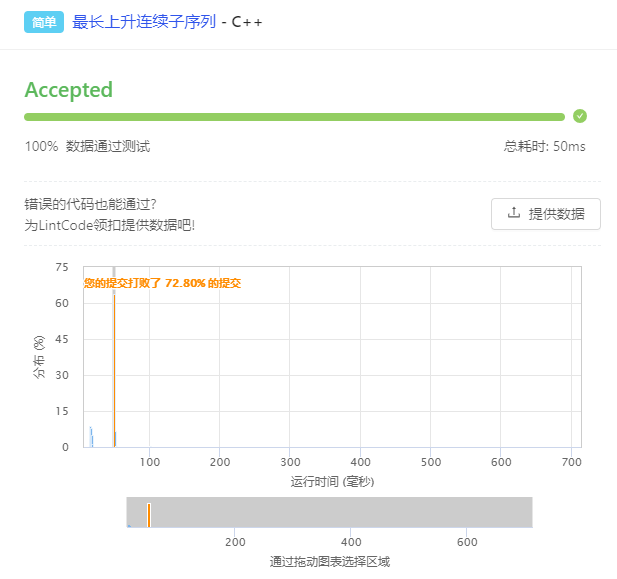 简单 最长上升连续子序列 - C++
Accepted
100% 数据通过测试 总耗时: 50ms
错误的代码也能通过?
为LintCode领扣提供数据吧!
提供数据
75
您的提交打败了 72.80% 的提交
60
45
30
15
0
分布 (%)
100 200 300 400 500 600 700
运行时间 (毫秒)
200 400 600
通过拖动图表选择区域